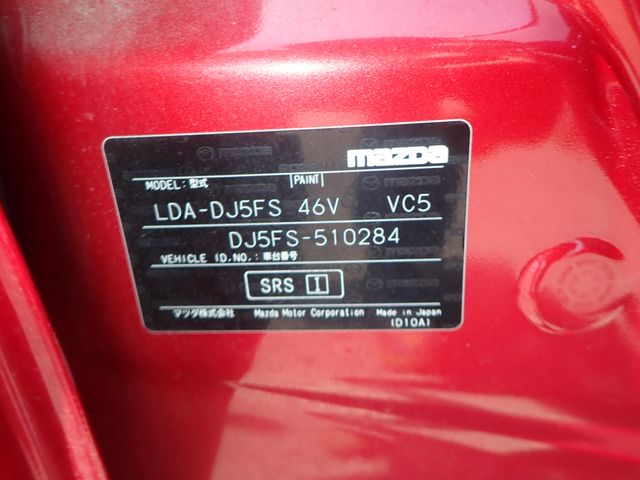 mazda
MODEL:型式 PAINT
LDA-DJ5FS 46V VC5
DJ5FS-510284
VEHICLE ID.NO.:車台番号
SRS I
マツダ株式会社 Mazda Motor Corporation Made in Japan
(D10A)